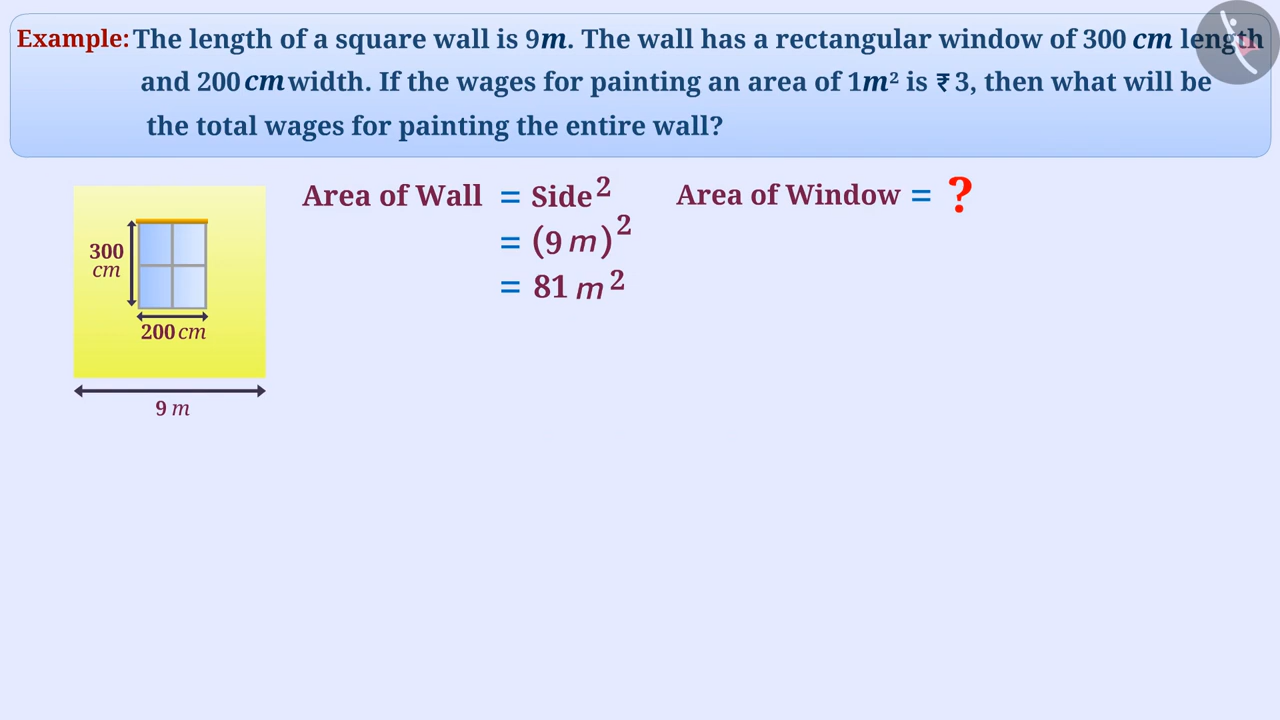 Example: The length of a square wall is 9m. The wall has a rectangular window of 300 cm length
and 200 cm width. If the wages for painting an area of 1m² is ₹ 3, then what will be
the total wages for painting the entire wall?
Area of Wall = Side²
= (9 m)²
= 81 m²
Area of Window = ?
300
cm
200 cm
9 m